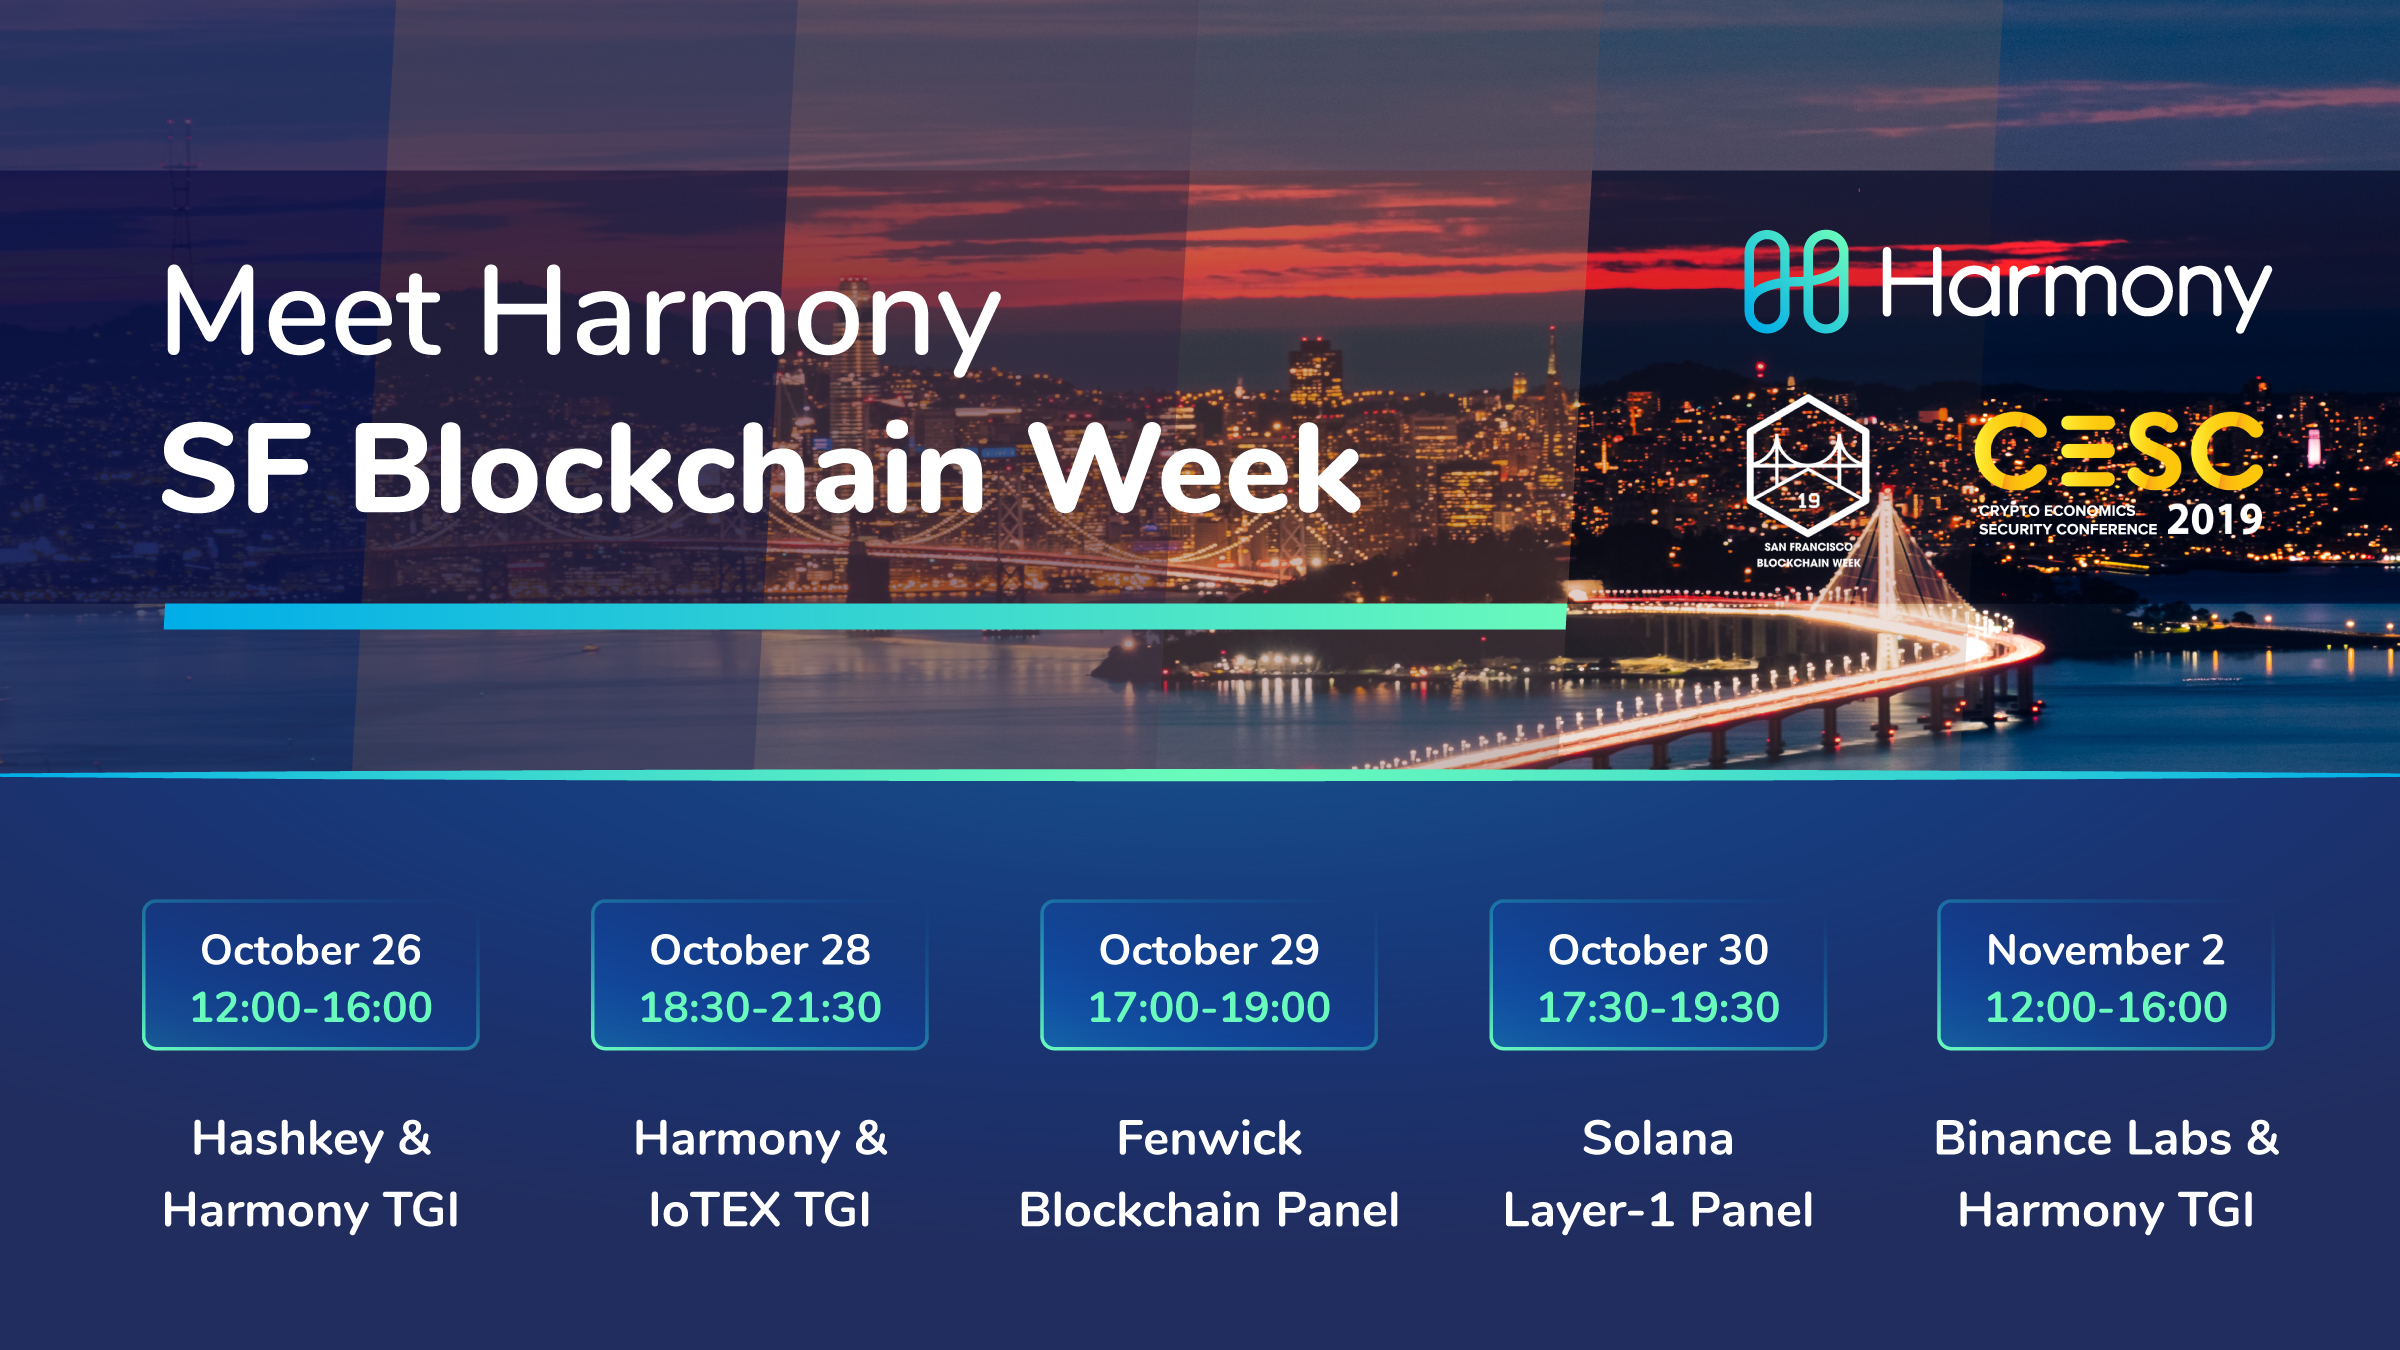 Meet Harmony
SF Blockchain Week
Harmony
19
SAN FRANCISCO
BLOCKCHAIN WEEK
CESC
CRYPTO ECONOMICS
SECURITY CONFERENCE 2019
October 26
12:00-16:00
Hashkey &
Harmony TGI
October 28
18:30-21:30
Harmony &
IoTEX TGI
October 29
17:00-19:00
Fenwick
Blockchain Panel
October 30
17:30-19:30
Solana
Layer-1 Panel
November 2
12:00-16:00
Binance Labs &
Harmony TGI